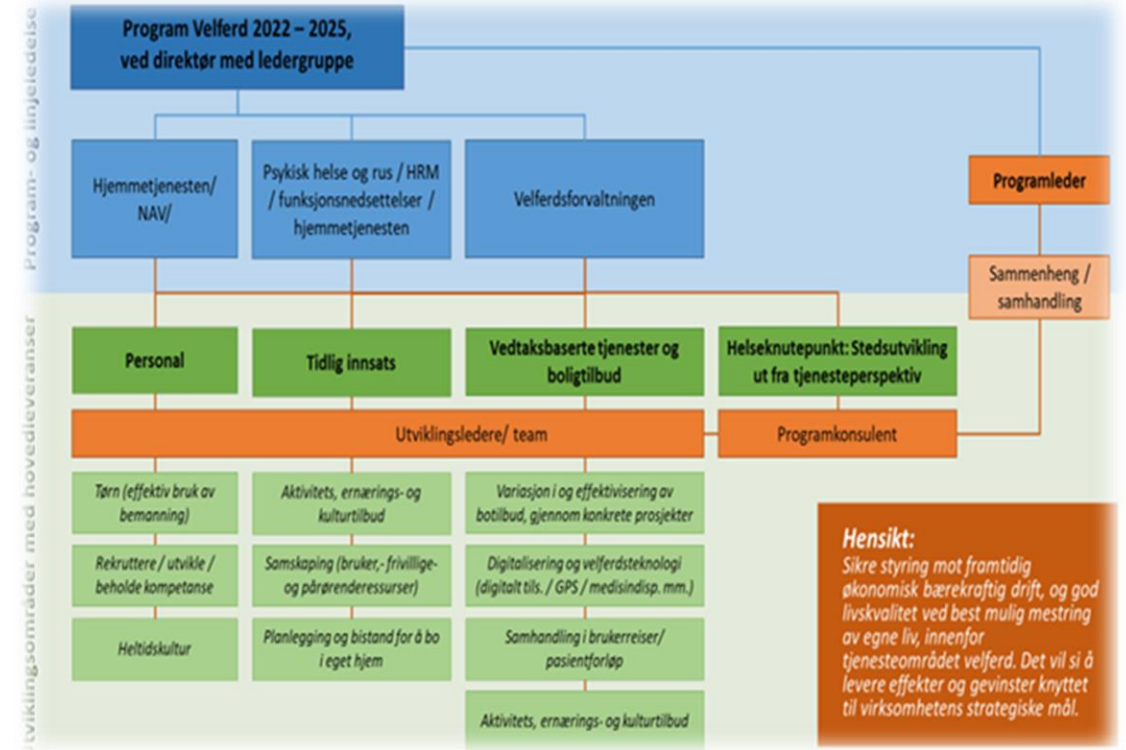 Program Velferd 2022 – 2025,
ved direktør med ledergruppe
Program- og linjeledelse
Hjemmetjenesten/
NAV/
Psykisk helse og rus / HRM
/ funksjonsnedsettelser /
hjemmetjenesten
Velferdsforvaltningen
Programleder
Sammenheng /
samhandling
Utviklingsområder med hovedleveranser
Personal
Tidlig innsats
Vedtaksbaserte tjenester og
boligtilbud
Helseknutepunkt: Stedsutvikling
ut fra tjenesteperspektiv
Utviklingsledere/ team
Programkonsulent
Tørn (effektiv bruk av
bemanning)
Rekruttere / utvikle /
beholde kompetanse
Heltidskultur
Aktivitets, ernærings- og
kulturtilbud
Samskaping (bruker,- frivillige-
og pårørenderessurser)
Planlegging og bistand for å bo
i eget hjem
Variasjon i og effektivisering av
botilbud, gjennom konkrete prosjekter
Digitalisering og velferdsteknologi
(digitalt tils. / GPS / medisindisp. mm.)
Samhandling i brukerreiser/
pasientforløp
Aktivitets, ernærings- og kulturtilbud
Hensikt:
Sikre styring mot framtidig
økonomisk bærekraftig drift, og god
livskvalitet ved best mulig mestring
av egne liv, innenfor
tjenesteområdet velferd. Det vil si å
levere effekter og gevinster knyttet
til virksomhetens strategiske mål.